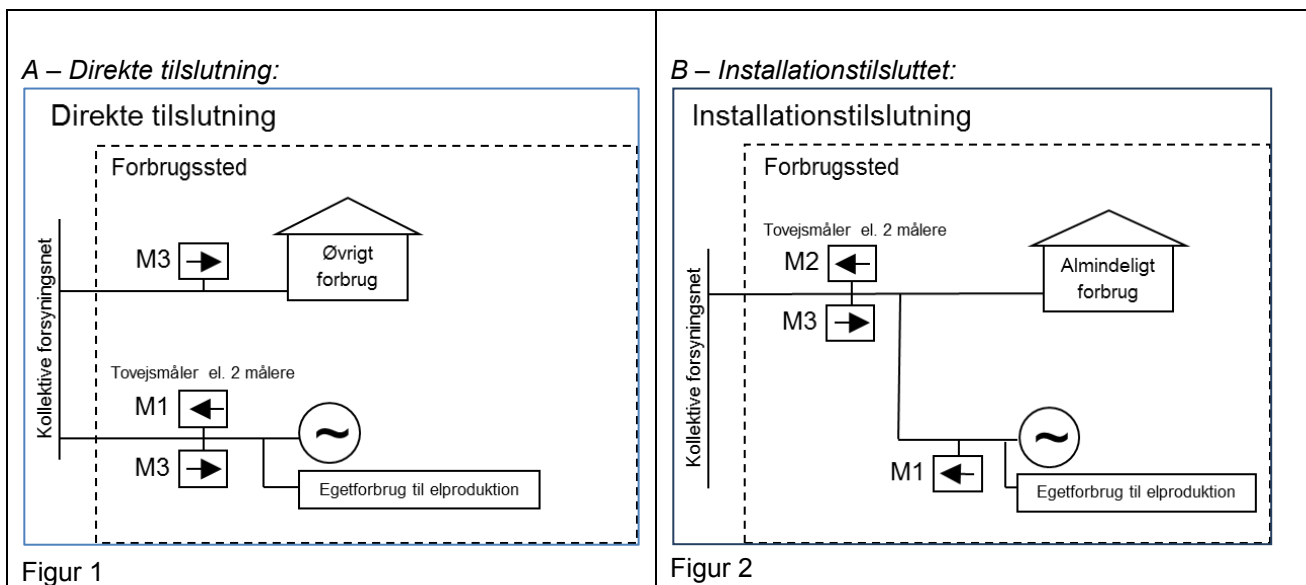 A – Direkte tilslutning:
Direkte tilslutning
Forbrugssted
Kollektive forsyningsnet
M3
Øvrigt
forbrug
Tovejsmåler el. 2 målere
M1
M3
~
Egetforbrug til elproduktion
Figur 1
B – Installationstilsluttet:
Installationstilslutning
Forbrugssted
Kollektive forsyningsnet
Tovejsmåler el. 2 målere
M2
M3
Almindeligt
forbrug
M1
~
Egetforbrug til elproduktion
Figur 2